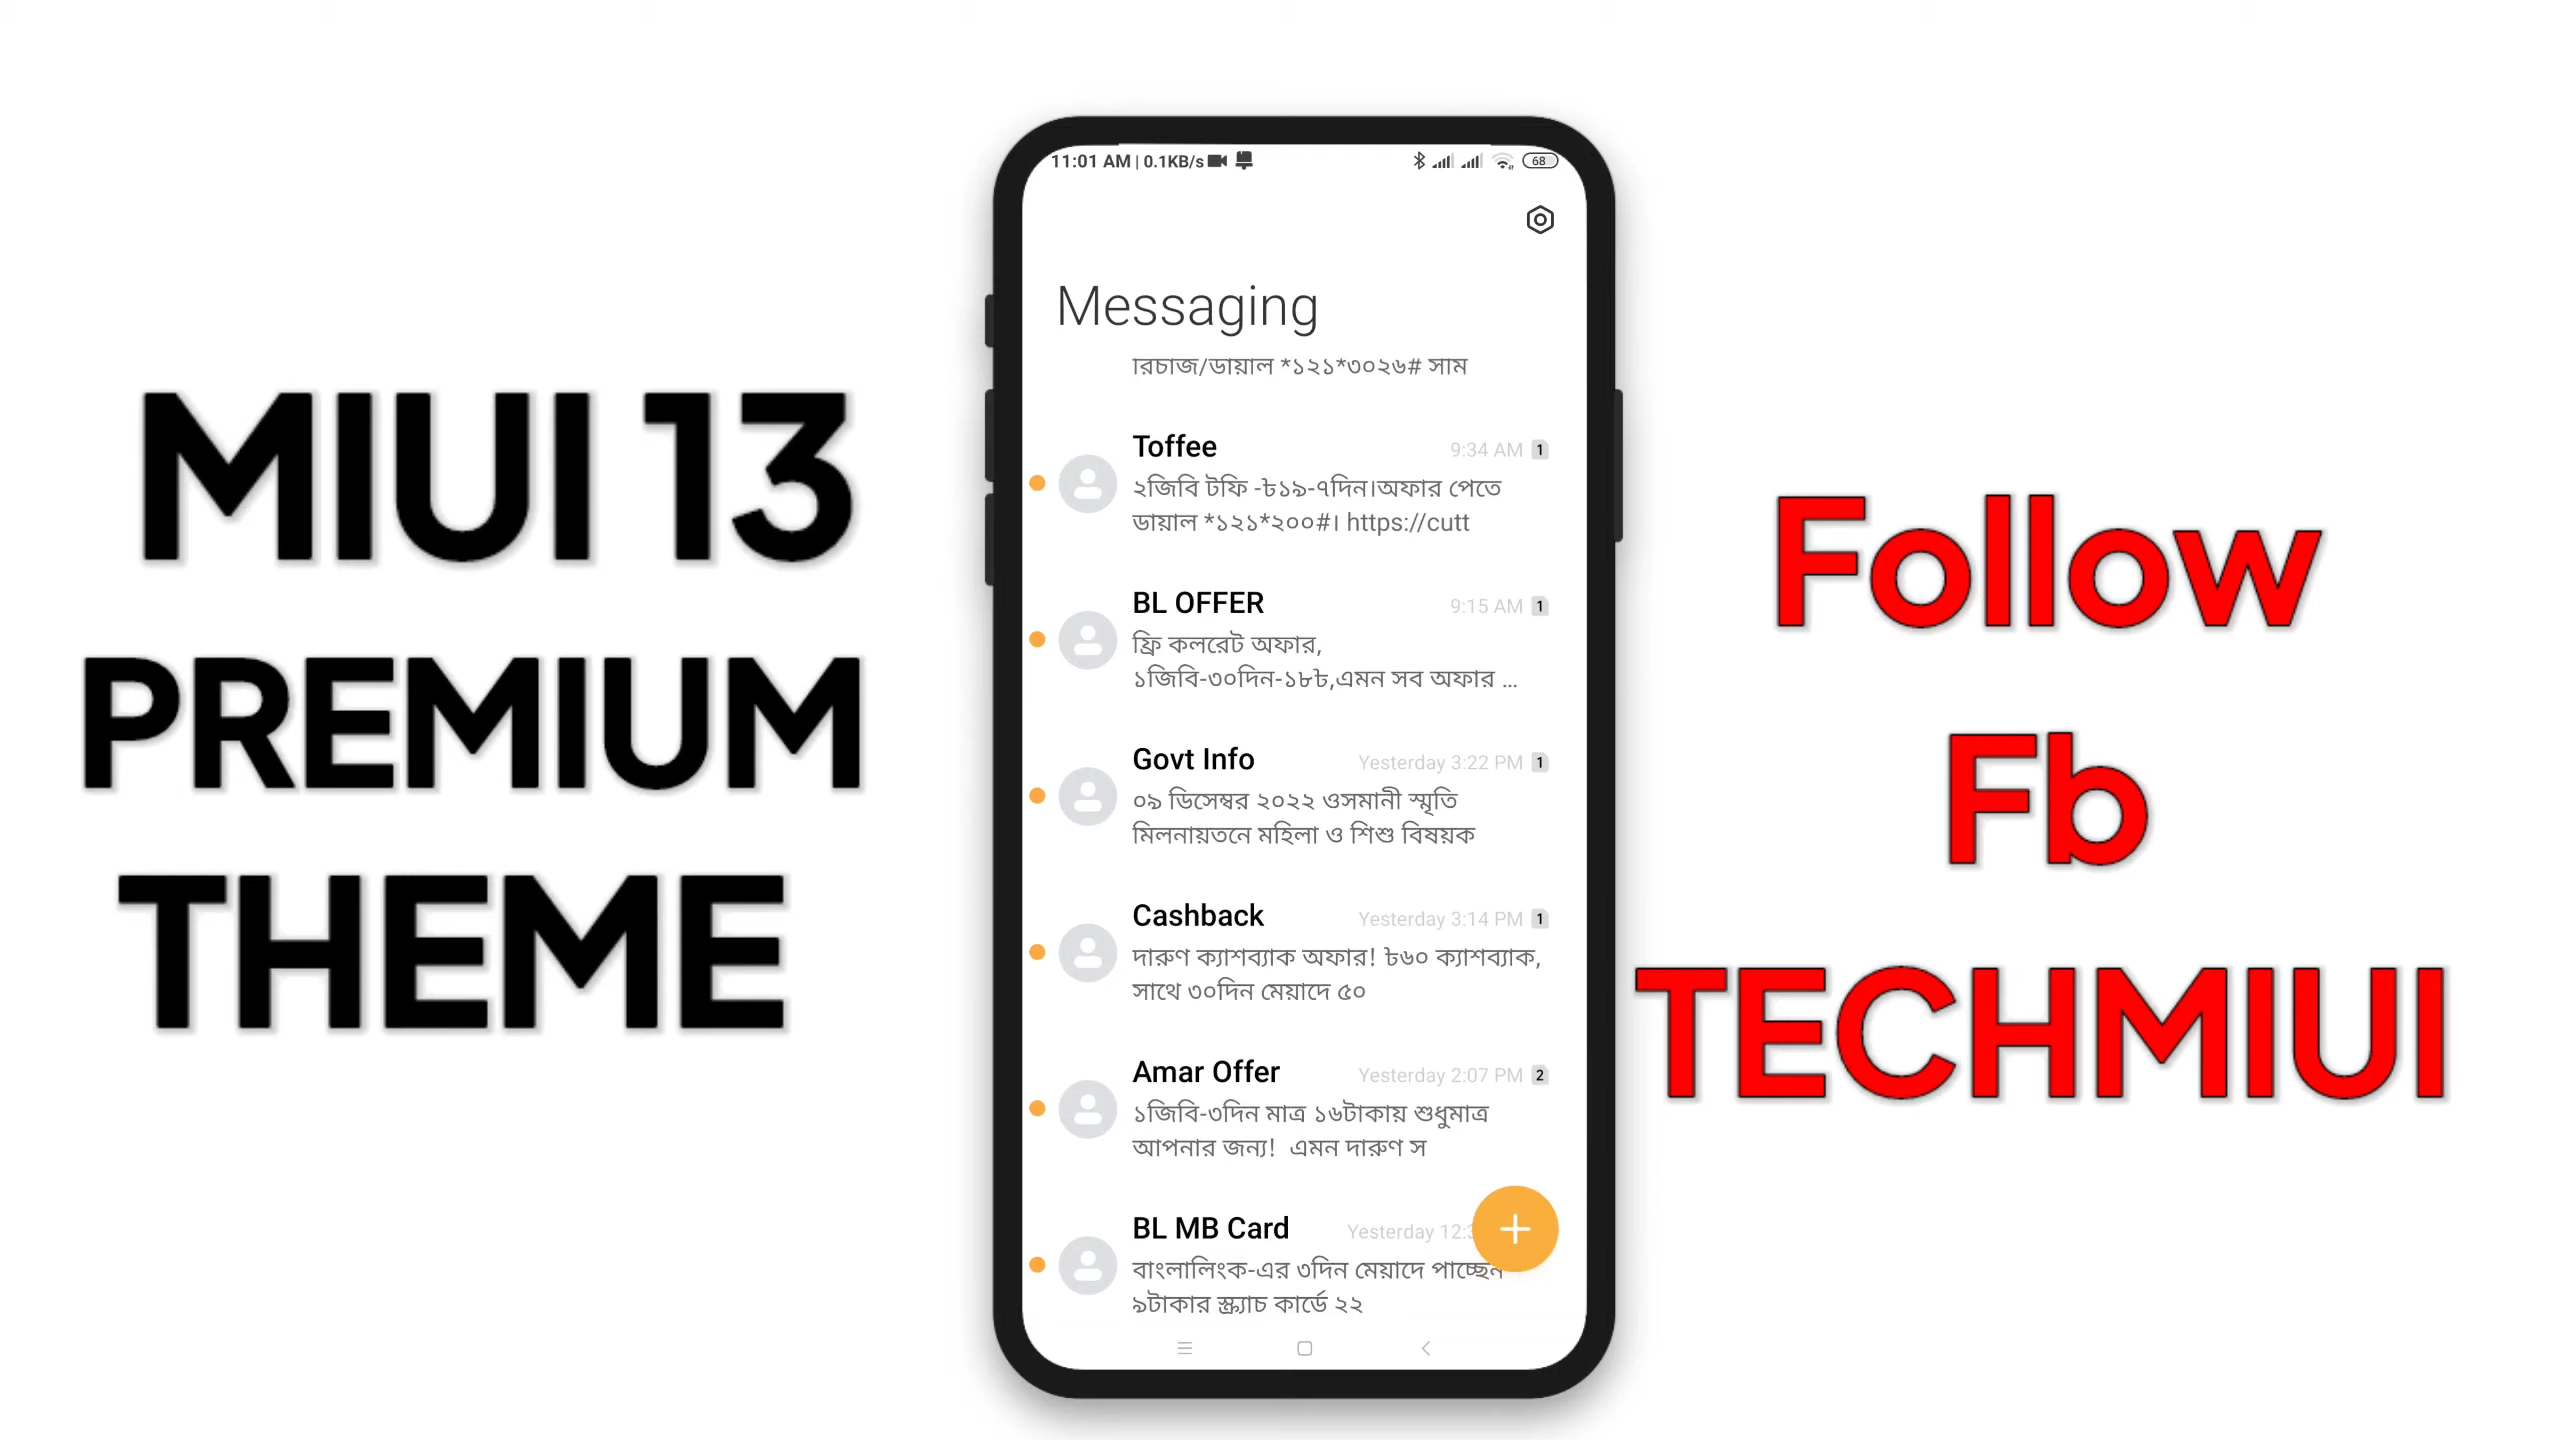 MIUI 13
PREMIUM
THEME
11:01 AM | 0.1KB/s
68
Messaging
রিচার্জ/ডায়াল *১২১*৩০২৬# সাম
Toffee 9:34 AM 1
২জিবি টফি -৳১৯-৭দিন।অফার পেতে
ডায়াল *১২১*২০০#। https://cutt
BL OFFER 9:15 AM 1
ফ্রি কলরেট অফার,
১জিবি-৩০দিন-১৮৳,এমন সব অফার ...
Govt Info Yesterday 3:22 PM 1
০৯ ডিসেম্বর ২০২২ ওসমানী স্মৃতি
মিলনায়তনে মহিলা ও শিশু বিষয়ক
Cashback Yesterday 3:14 PM 1
দারুণ ক্যাশব্যাক অফার! ৳৬০ ক্যাশব্যাক,
সাথে ৩০দিন মেয়াদে ৫০
Amar Offer Yesterday 2:07 PM 2
১জিবি-৩দিন মাত্র ১৬টাকায় শুধুমাত্র
আপনার জন্য! এমন দারুণ স
BL MB Card Yesterday 12:3
বাংলালিংক-এর ৩দিন মেয়াদে পাচ্ছেন
৯টাকার স্ক্র্যাচ কার্ডে ২২
Follow
Fb
TECHMIUI